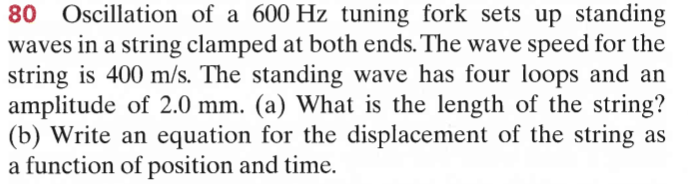 80 Oscillation of a 600 Hz tuning fork sets up standing
waves in a string clamped at both ends. The wave speed for the
string is 400 m/s. The standing wave has four loops and an
amplitude of 2.0 mm. (a) What is the length of the string?
(b) Write an equation for the displacement of the string as
a function of position and time.